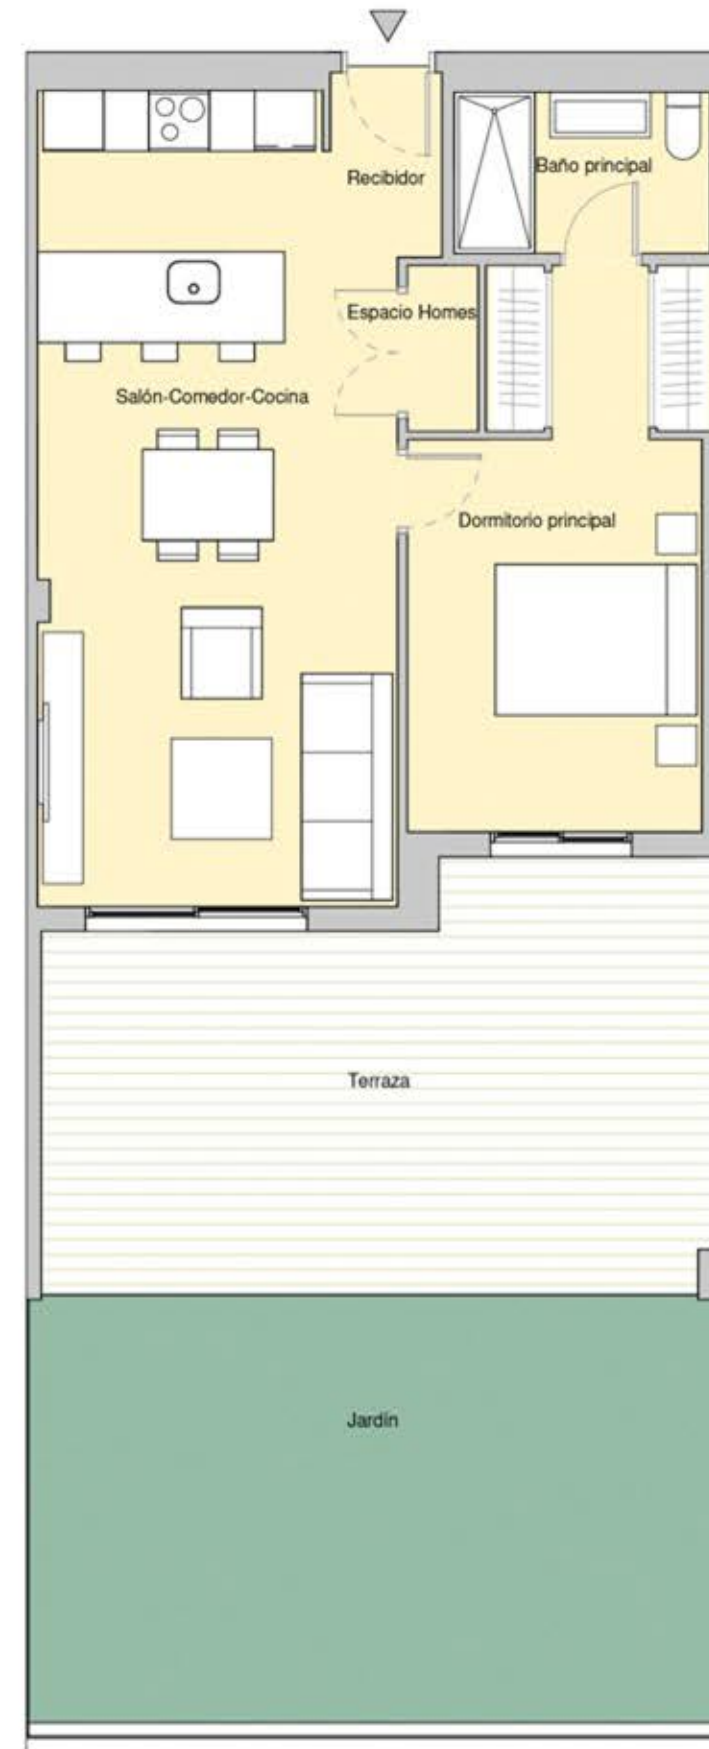 Baño principal
Recibidor
Espacio Homes
Salón-Comedor-Cocina
Dormitorio principal
Terraza
Jardín